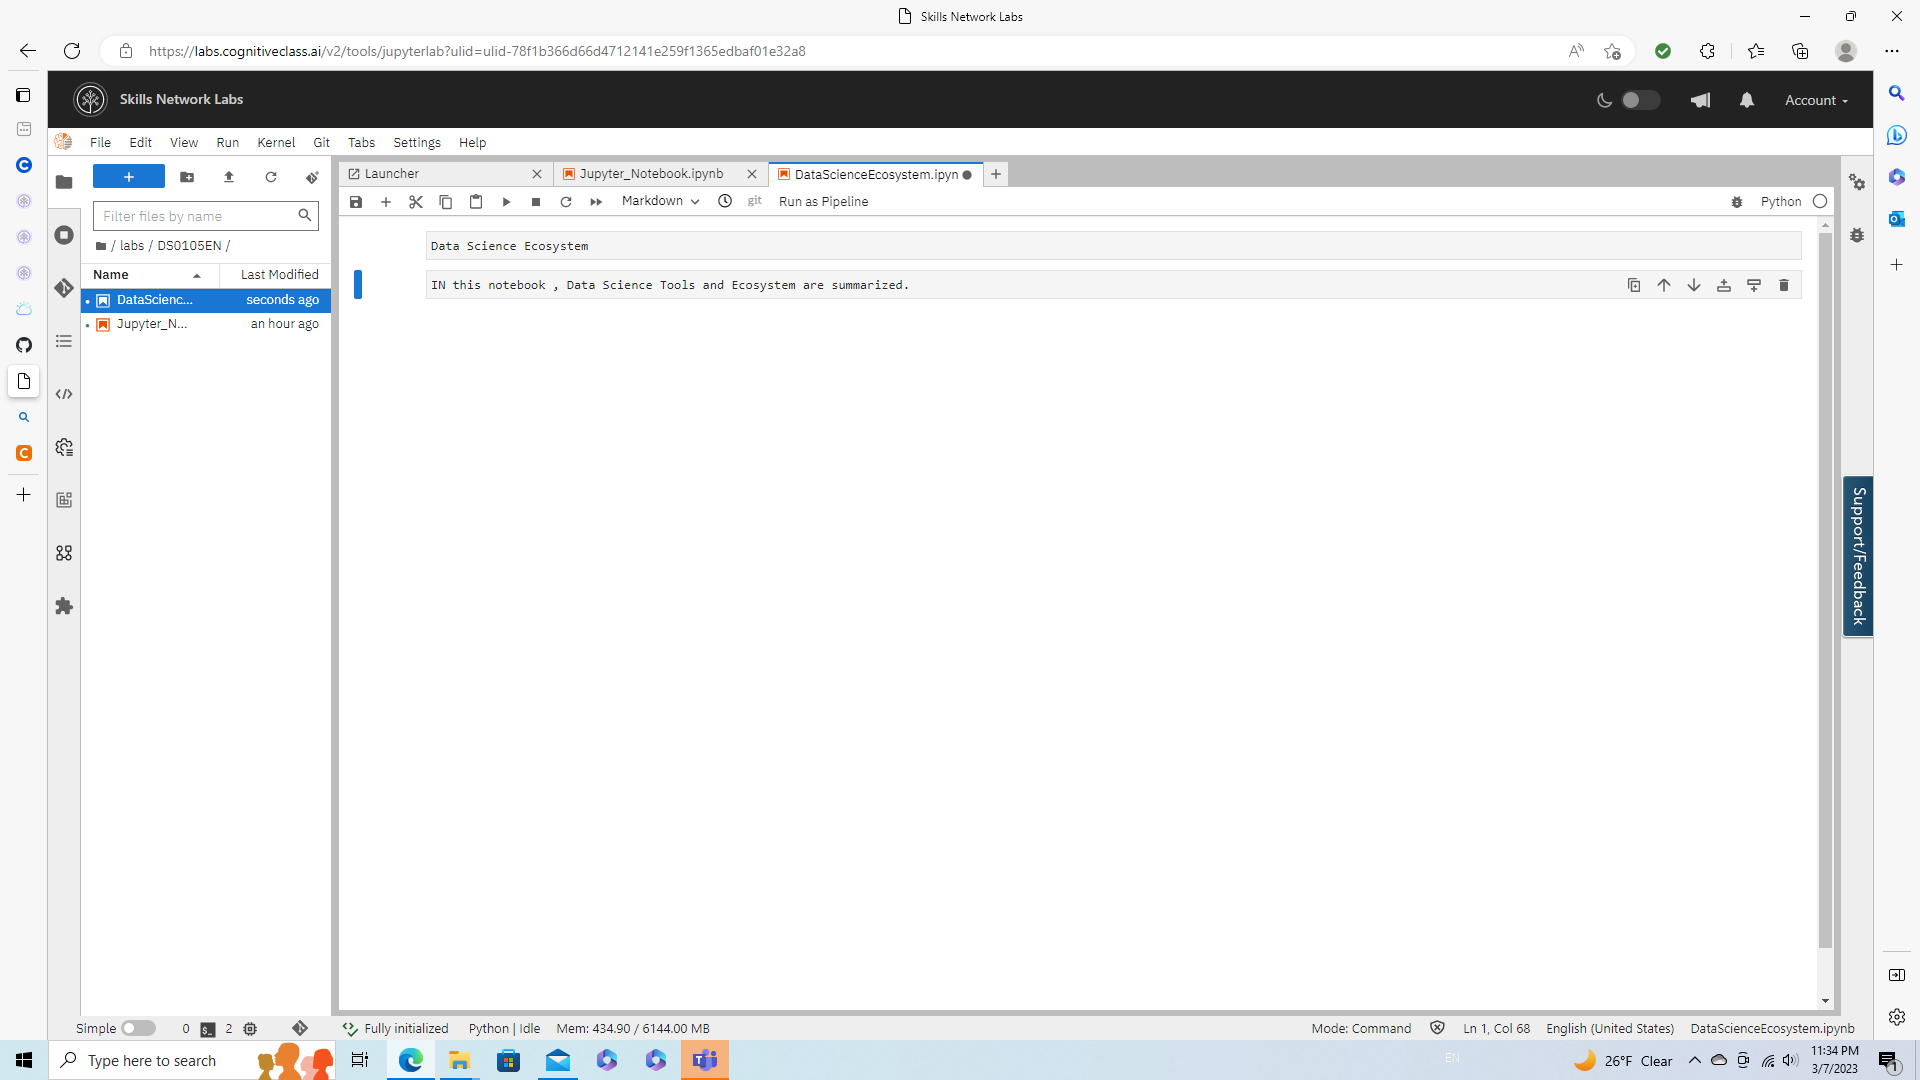 Skills Network Labs
https://labs.cognitiveclass.ai/v2/tools/jupyterlab?ulid=ulid-78f1b366d66d4712141e259f1365edbaf01e32a8
Skills Network Labs
Account
File Edit View Run Kernel Git Tabs Settings Help
Launcher
Jupyter_Notebook.ipynb
DataScienceEcosystem.ipyn
Filter files by name
Markdown
git
Run as Pipeline
Python
/ labs / DS0105EN /
Name
Last Modified
DataScienc...
seconds ago
Jupyter_N...
an hour ago
Data Science Ecosystem
IN this notebook , Data Science Tools and Ecosystem are summarized.
Support/Feedback
Simple
0
2
Fully initialized
Python | Idle
Mem: 434.90 / 6144.00 MB
Mode: Command
Ln 1, Col 68
English (United States)
DataScienceEcosystem.ipynb
Type here to search
EN
26°F Clear
11:34 PM
3/7/2023
1